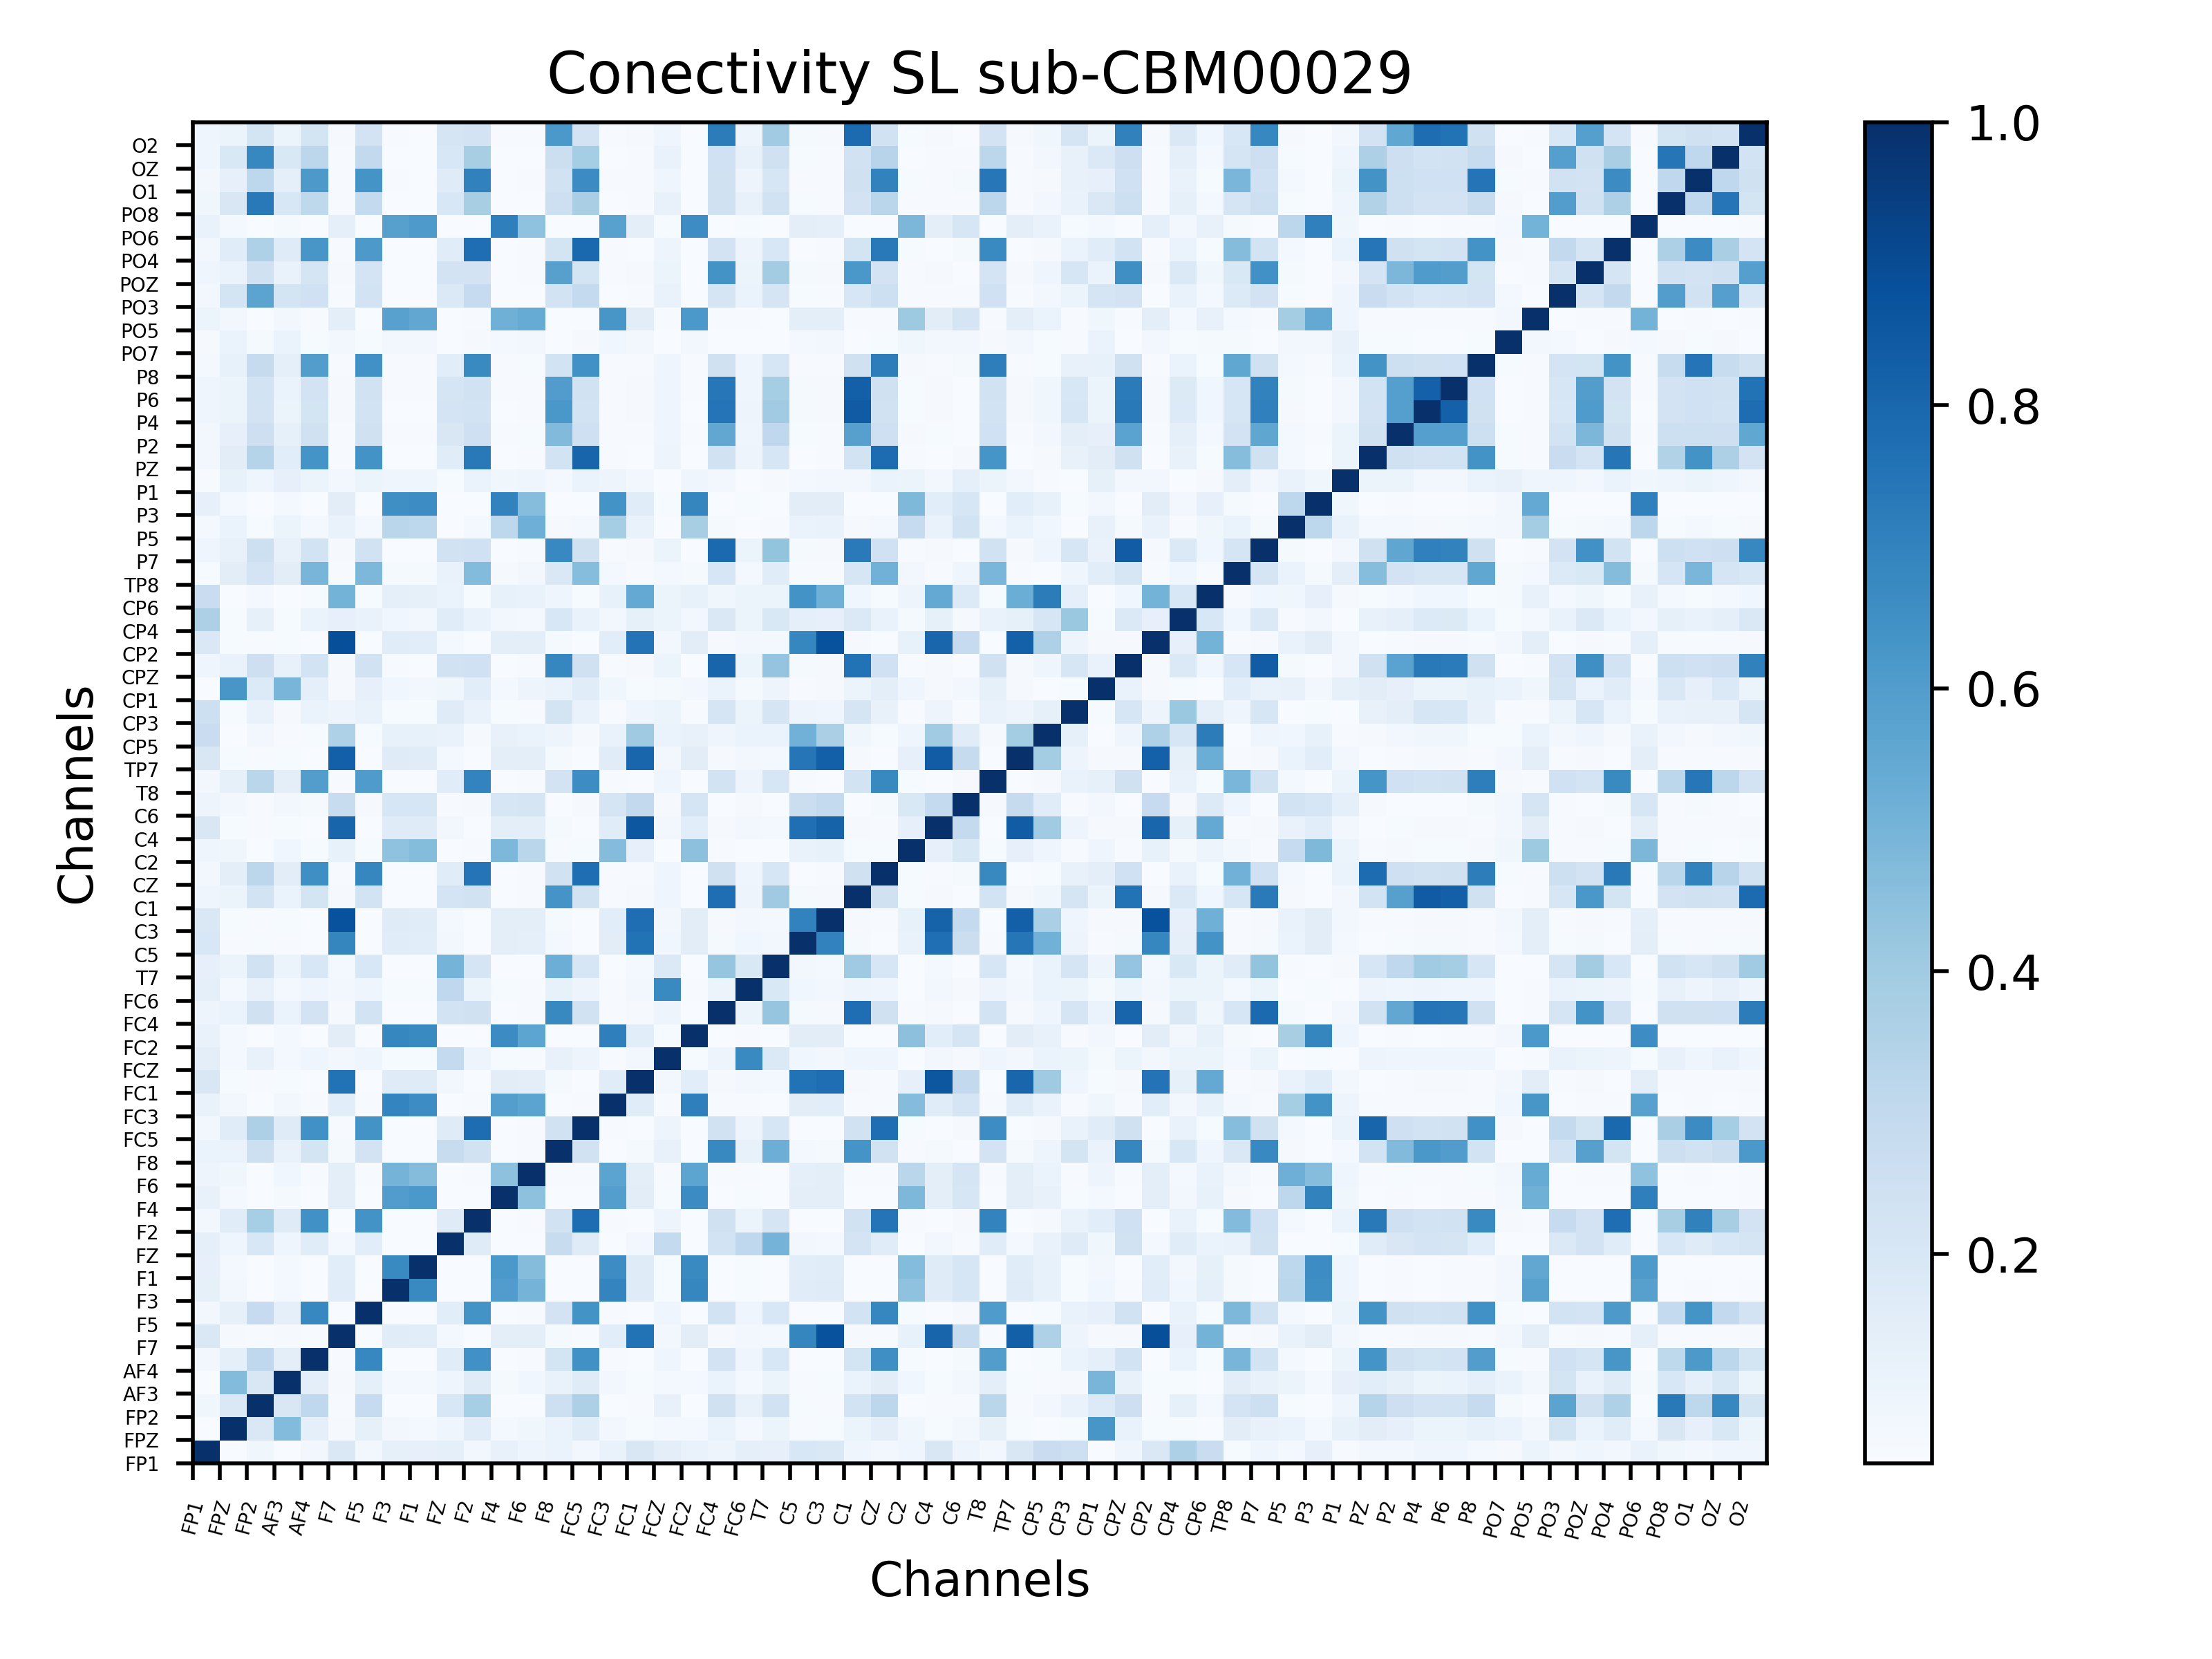 Conectivity SL sub-CBM00029
Channels
O2
OZ
O1
PO8
PO6
PO4
POZ
PO3
PO5
PO7
P8
P6
P4
P2
PZ
P1
P3
P5
P7
TP8
CP6
CP4
CP2
CPZ
CP1
CP3
CP5
TP7
T8
C6
C4
C2
CZ
C1
C3
C5
T7
FC6
FC4
FC2
FCZ
FC1
FC3
FC5
F8
F6
F4
F2
FZ
F1
F3
F5
F7
AF4
AF3
FP2
FPZ
FP1
FP1 FPZ FP2 AF3 AF4 F7 F5 F3 F1 FZ F2 F4 F6 F8 FC5 FC3 FC1 FCZ FC2 FC4 FC6 T7 C5 C3 C1 CZ C2 C4 C6 T8 TP7 CP5 CP3 CP1 CPZ CP2 CP4 CP6 TP8 P7 P5 P3 P1 PZ P2 P4 P6 P8 PO7 PO5 PO3 POZ PO4 PO6 PO8 O1 OZ O2
Channels
1.0
0.8
0.6
0.4
0.2